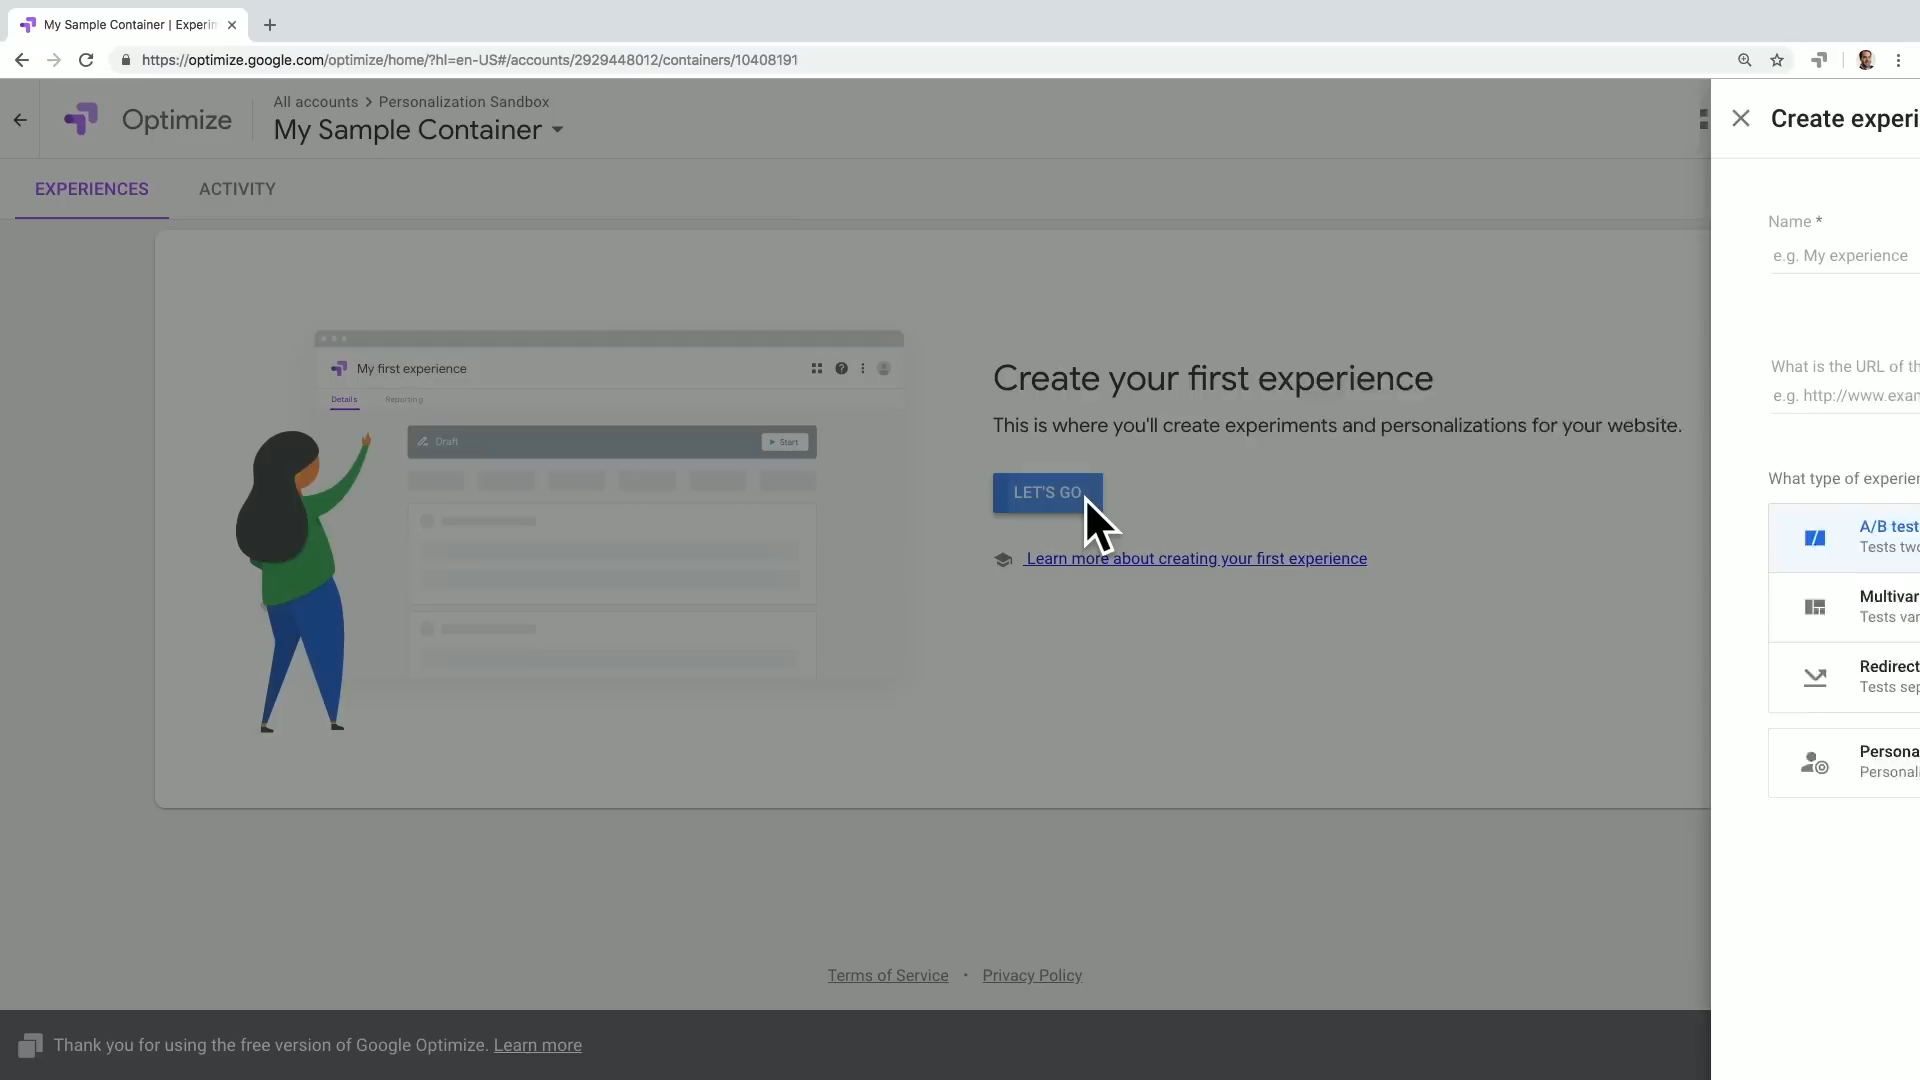 My Sample Container | Experim
https://optimize.google.com/optimize/home/?hl=en-US#/accounts/2929448012/containers/10408191
Optimize
All accounts > Personalization Sandbox
My Sample Container
EXPERIENCES
ACTIVITY
My first experience
Details
Reporting
Draft
Start
Create your first experience
This is where you'll create experiments and personalizations for your website.
LET'S GO
Learn more about creating your first experience
Terms of Service • Privacy Policy
Thank you for using the free version of Google Optimize. Learn more
Create experi
Name *
e.g. My experience
What is the URL of th
e.g. http://www.exam
What type of experien
A/B test
Tests two
Multivar
Tests var
Redirect
Tests sep
Persona
Personali